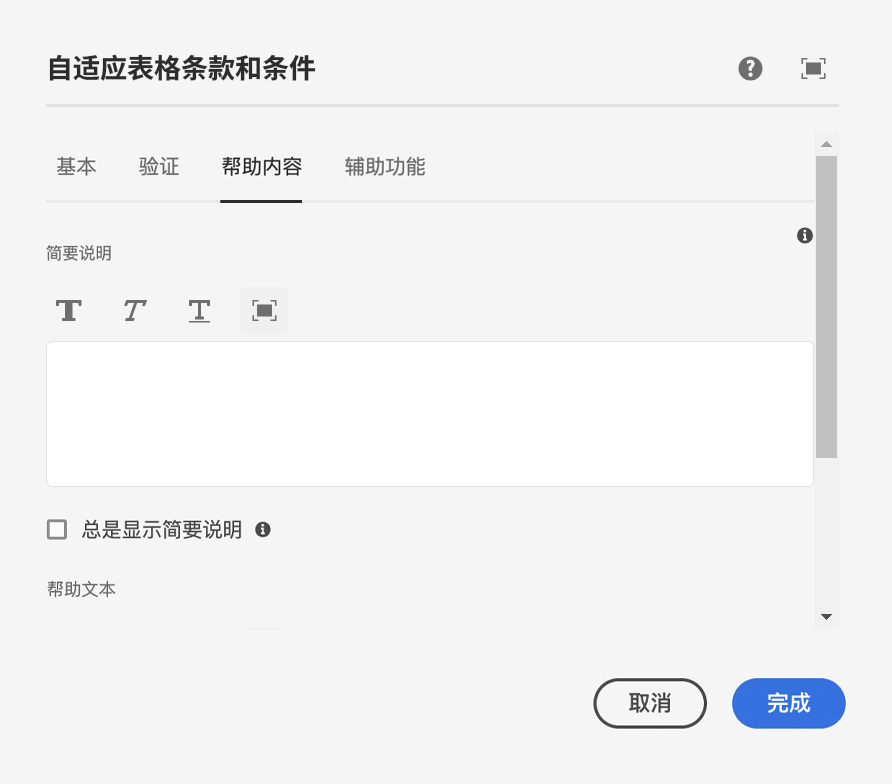 自适应表格条款和条件
基本 验证 帮助内容 辅助功能
简要说明
T T T
总是显示简要说明
帮助文本
取消 完成